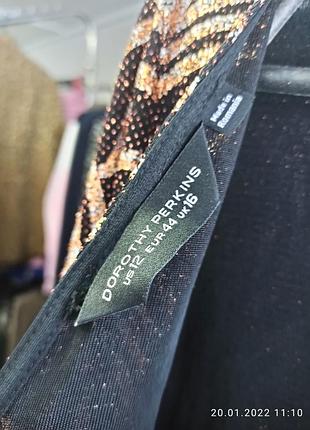 Made in
Romania
DOROTHY PERKINS
US 12 EUR 44 UK 16
20.01.2022 11:10